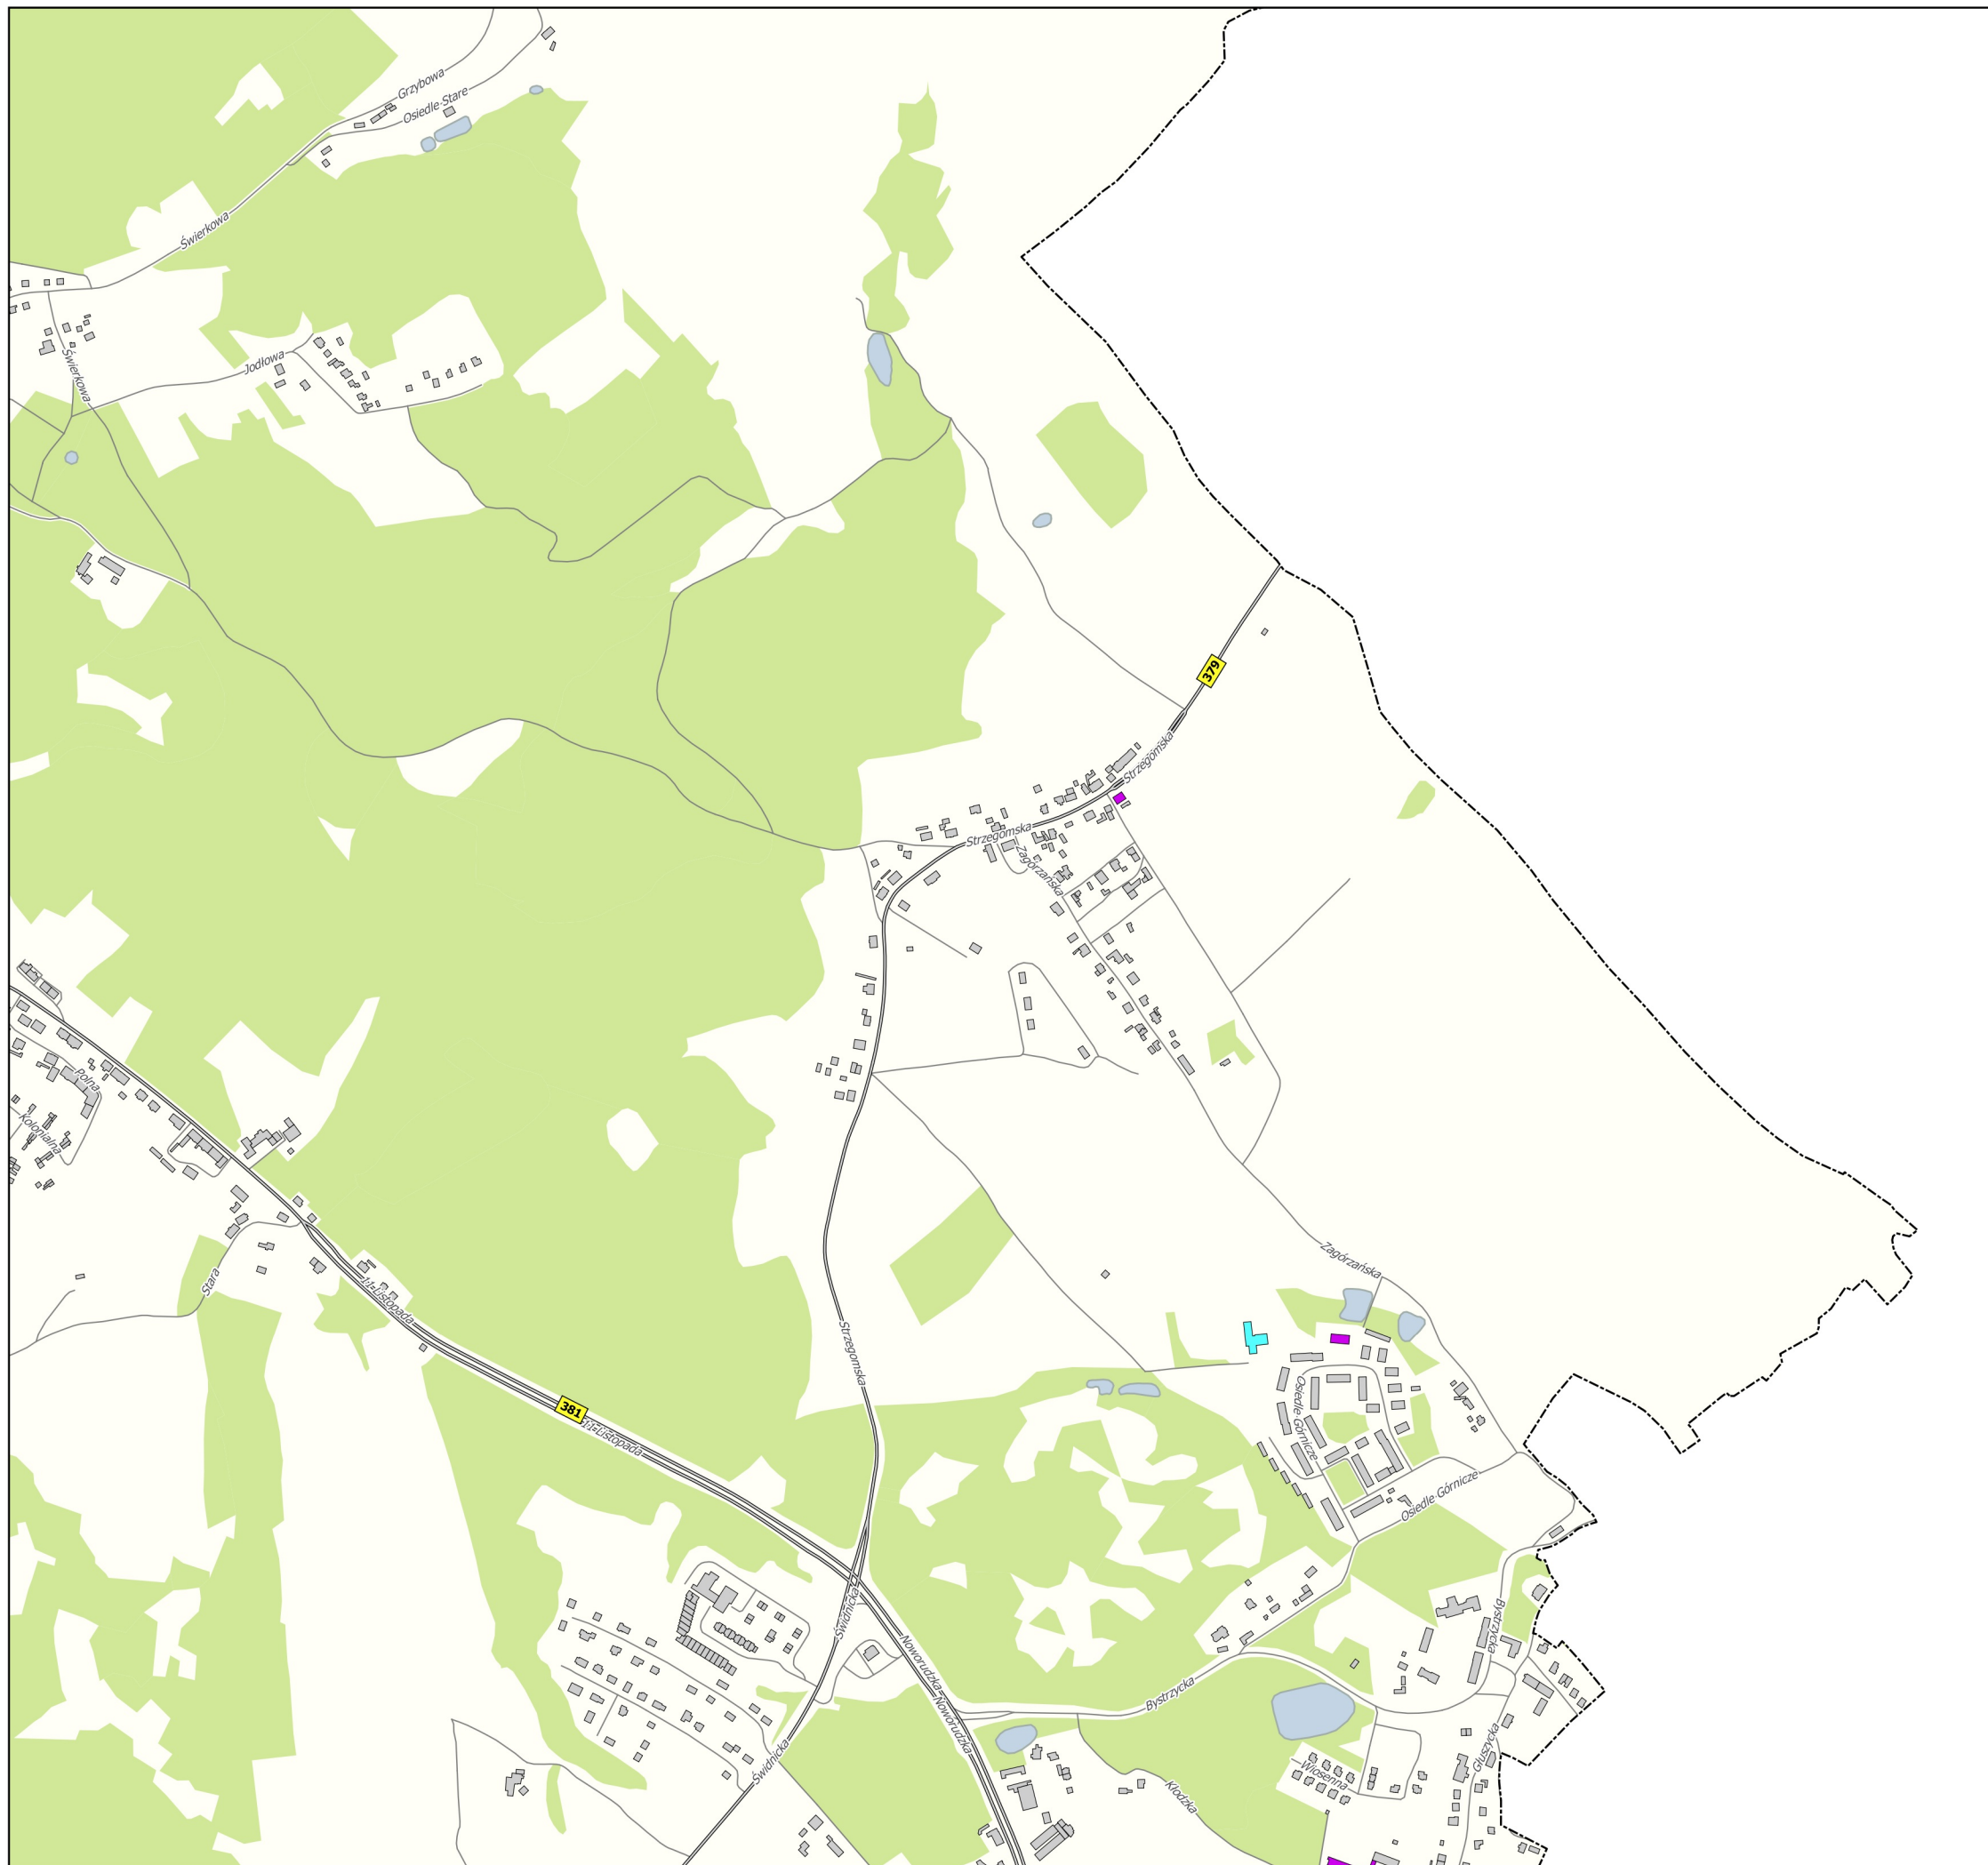 Grzybowa
Osiedle Stare
Świerkowa
Świerkowa
Jodłowa
379
Strzegomska
Strzegomska
Zagórzańska
Polna
Kolonialna
Zagórzańska
Stara
11-Listopada
Strzegomska
381
11-Listopada
Osiedle Górnicze
Osiedle Górnicze
Świdnicka
Noworudzka
Bystrzycka
Bystrzycka
Noworudzka
Świdnicka
Głuszycka
Wiosenna
Kłodzka